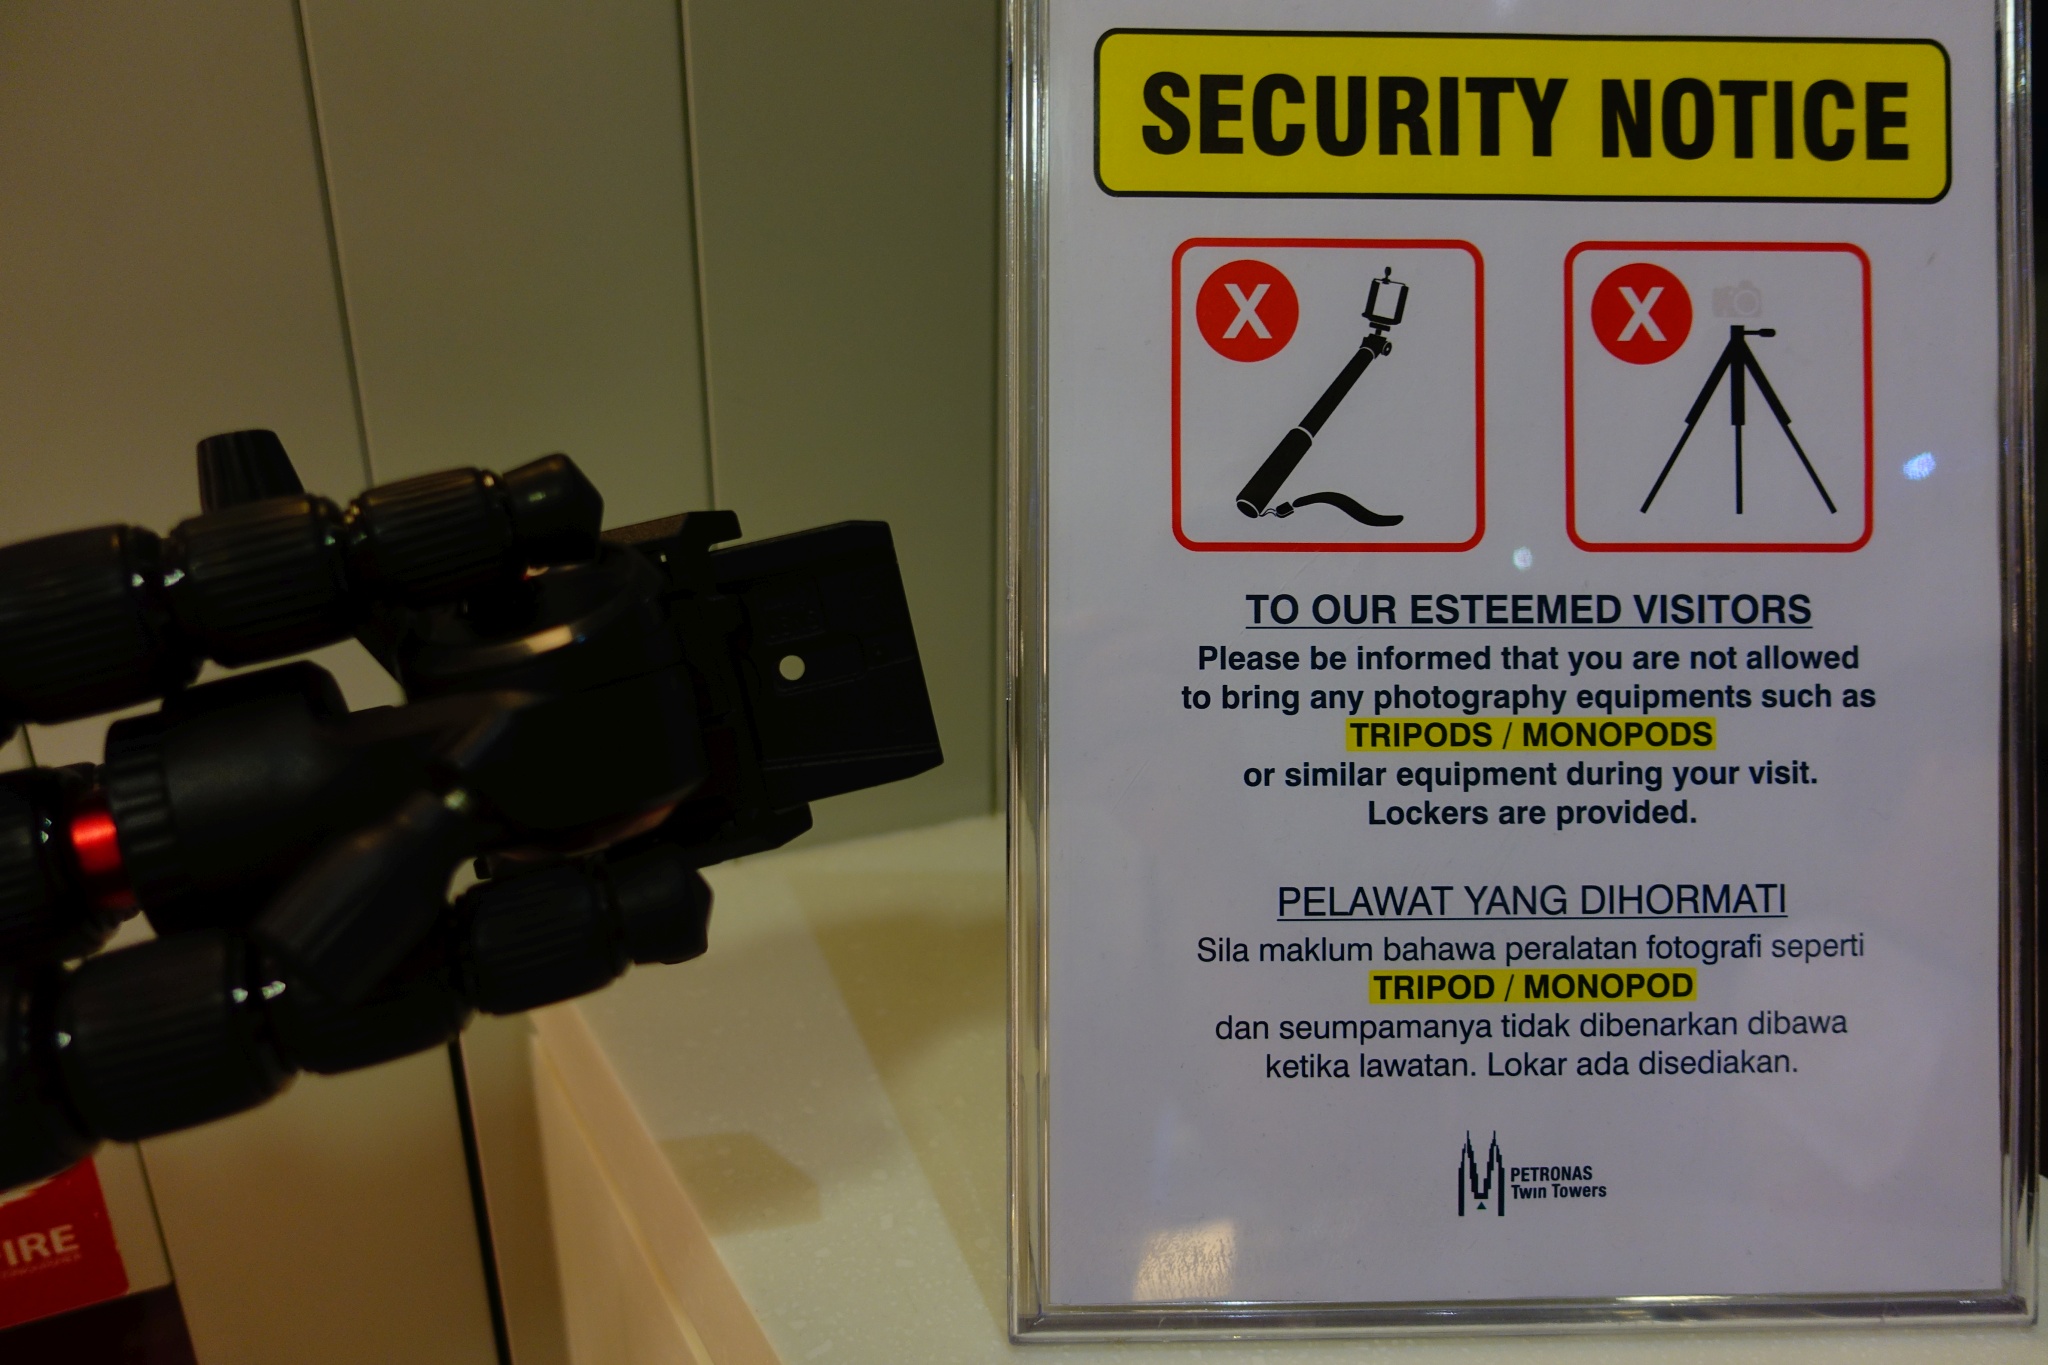 SECURITY NOTICE
X
X
TO OUR ESTEEMED VISITORS
Please be informed that you are not allowed
to bring any photography equipments such as
TRIPODS / MONOPODS
or similar equipment during your visit.
Lockers are provided.
PELAWAT YANG DIHORMATI
Sila maklum bahawa peralatan fotografi seperti
TRIPOD / MONOPOD
dan seumpamanya tidak dibenarkan dibawa
ketika lawatan. Lokar ada disediakan.
PETRONAS
Twin Towers